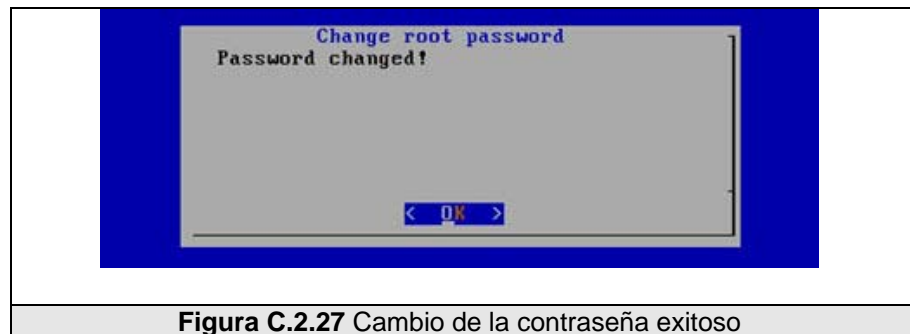 Change root password
Password changed!
< OK >
Figura C.2.27 Cambio de la contraseña exitoso